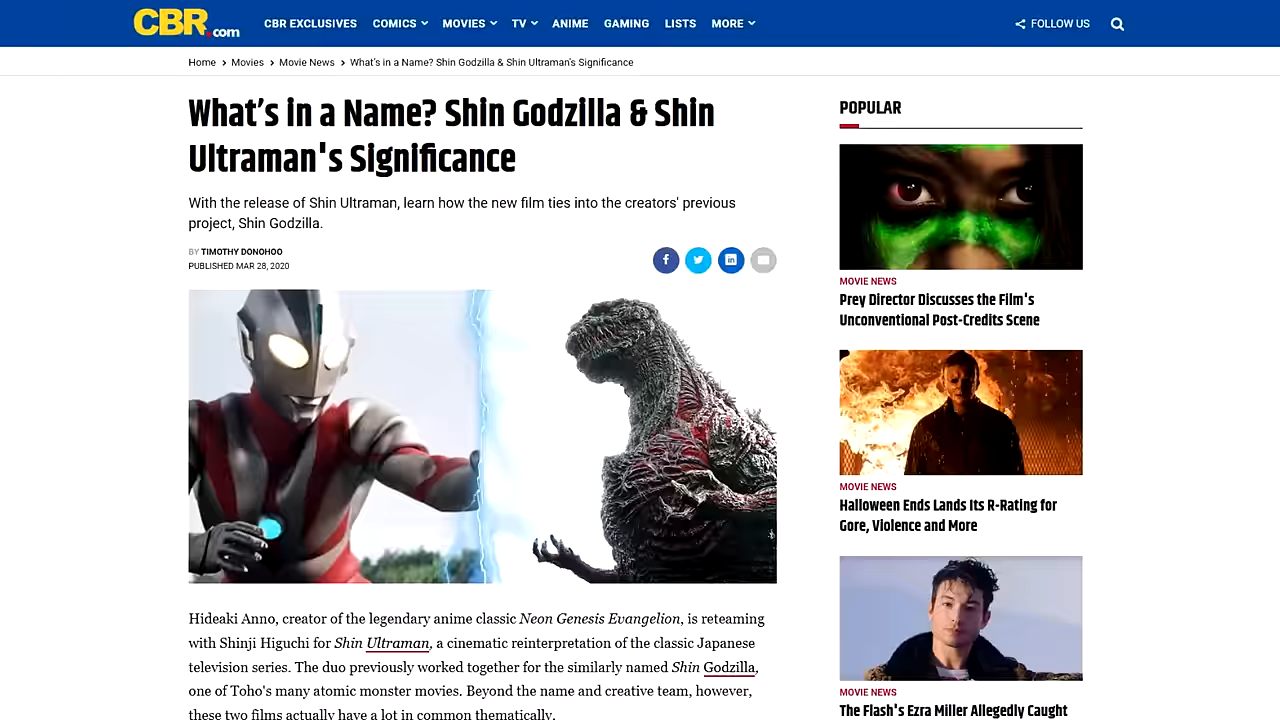 CBR.com
CBR EXCLUSIVES COMICS MOVIES TV ANIME GAMING LISTS MORE FOLLOW US
Home Movies Movie News What's in a Name? Shin Godzilla & Shin Ultraman's Significance
What's in a Name? Shin Godzilla & Shin
Ultraman's Significance
With the release of Shin Ultraman, learn how the new film ties into the creators' previous
project, Shin Godzilla.
BY TIMOTHY DONOHOO
PUBLISHED MAR 28, 2020
Hideaki Anno, creator of the legendary anime classic Neon Genesis Evangelion, is reteaming
with Shinji Higuchi for Shin Ultraman, a cinematic reinterpretation of the classic Japanese
television series. The duo previously worked together for the similarly named Shin Godzilla,
one of Toho's many atomic monster movies. Beyond the name and creative team, however,
these two films actually have a lot in common thematically.
POPULAR
MOVIE NEWS
Prey Director Discusses the Film's
Unconventional Post-Credits Scene
MOVIE NEWS
Halloween Ends Lands Its R-Rating for
Gore, Violence and More
MOVIE NEWS
The Flash's Ezra Miller Allegedly Caught